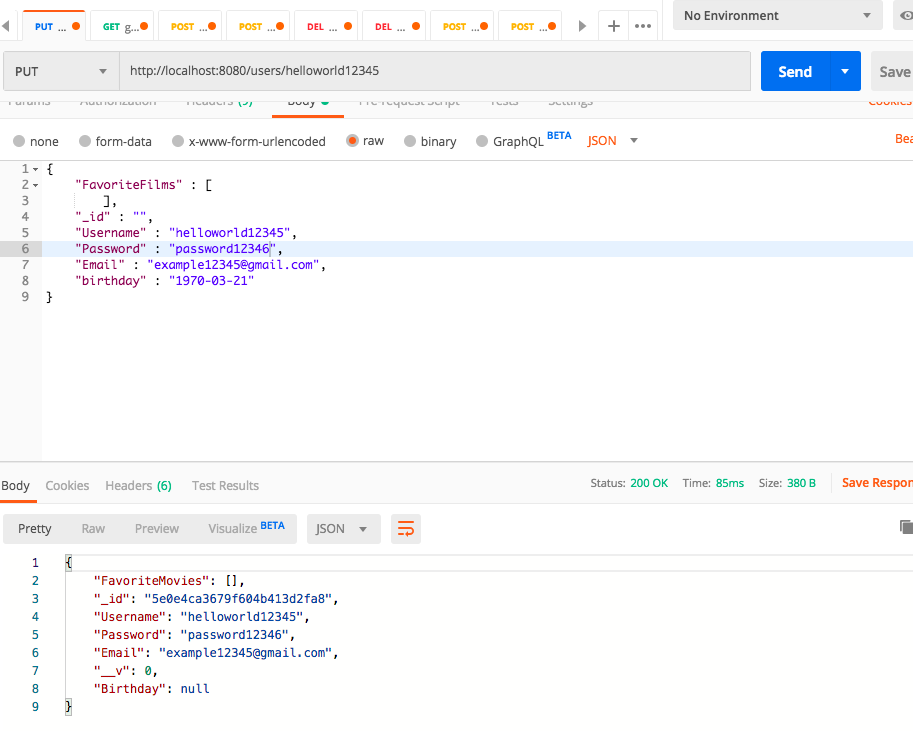 PUT ... GET g... POST ... POST ... DEL ... DEL ... POST ... POST ... + ••• No Environment
PUT http://localhost:8080/users/helloworld12345 Send Save
Params Authorization Headers (9) Body Pre-request Script Tests Settings Cookies
none form-data x-www-form-urlencoded raw binary GraphQL BETA JSON Bea
1 {
2 "FavoriteFilms" : [
3 ],
4 "_id" : "",
5 "Username" : "helloworld12345",
6 "Password" : "password12346",
7 "Email" : "example12345@gmail.com",
8 "birthday" : "1970-03-21"
9 }
Body Cookies Headers (6) Test Results Status: 200 OK Time: 85ms Size: 380 B Save Respon
Pretty Raw Preview Visualize BETA JSON
1 {
2 "FavoriteMovies": [],
3 "_id": "5e0e4ca3679f604b413d2fa8",
4 "Username": "helloworld12345",
5 "Password": "password12346",
6 "Email": "example12345@gmail.com",
7 "__v": 0,
8 "Birthday": null
9 }